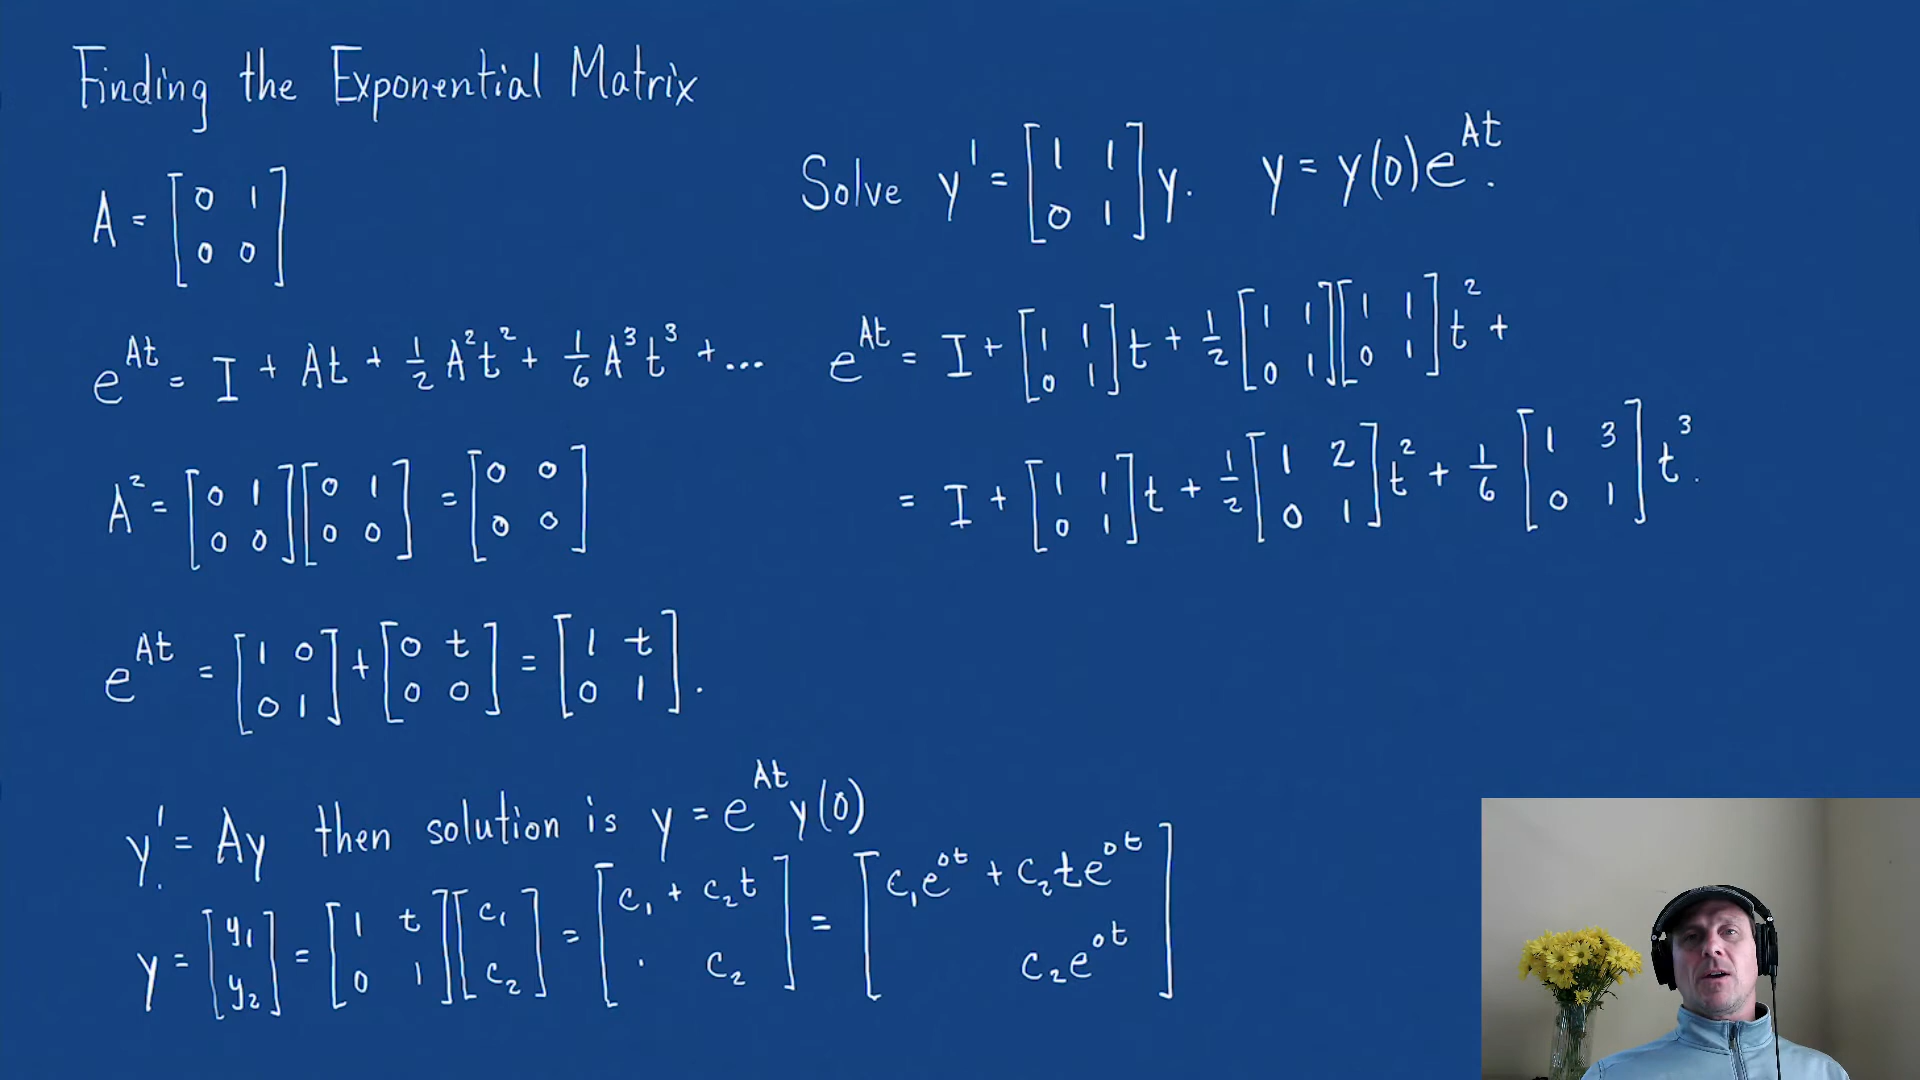 Finding the Exponential Matrix
A = [0 1; 0 0]
e^{At} = I + At + 1/2 A²t² + 1/6 A³t³ + ...
A² = [0 1; 0 0][0 1; 0 0] = [0 0; 0 0]
e^{At} = [1 0; 0 1] + [0 t; 0 0] = [1 t; 0 1].
y' = Ay then solution is y = e^{At} y(0)
y = [y₁; y₂] = [1 t; 0 1][c₁; c₂] = [c₁ + c₂t; c₂] = [c₁e^{0t} + c₂te^{0t}; c₂e^{0t}]
Solve y' = [1 1; 0 1] y. y = y(0)e^{At}.
e^{At} = I + [1 1; 0 1]t + 1/2 [1 1; 0 1][1 1; 0 1]t² +
= I + [1 1; 0 1]t + 1/2 [1 2; 0 1]t² + 1/6 [1 3; 0 1]t³.